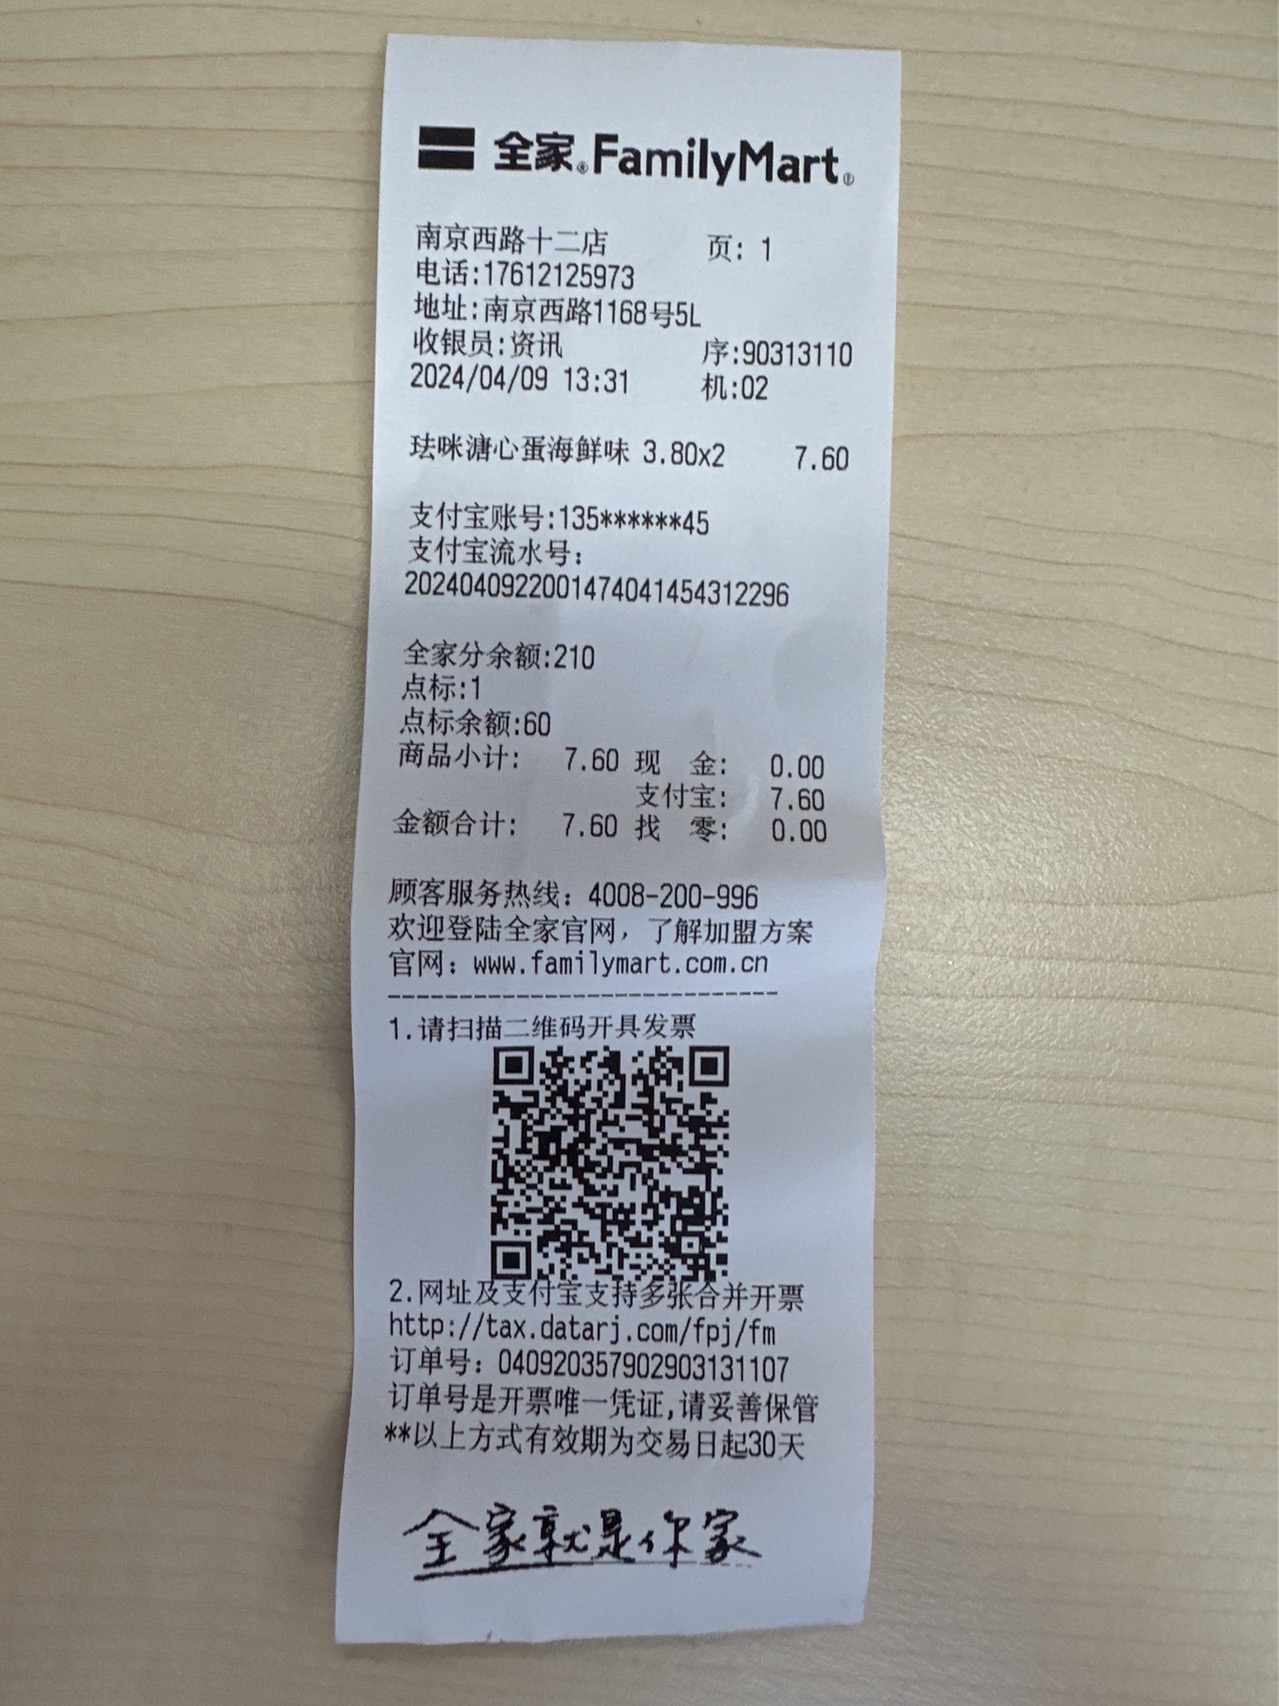 全家 FamilyMart
南京西路十二店 页: 1
电话:17612125973
地址:南京西路1168号5L
收银员:资讯 序:90313110
2024/04/09 13:31 机:02
珐咪溏心蛋海鲜味 3.80x2 7.60
支付宝账号:135******45
支付宝流水号:
2024040922001474041454312296
全家分余额:210
点标:1
点标余额:60
商品小计: 7.60 现 金: 0.00
支付宝: 7.60
金额合计: 7.60 找 零: 0.00
顾客服务热线: 4008-200-996
欢迎登陆全家官网，了解加盟方案
官网: www.familymart.com.cn
1.请扫描二维码开具发票
2.网址及支付宝支持多张合并开票
http://tax.datarj.com/fpj/fm
订单号: 040920357902903131107
订单号是开票唯一凭证,请妥善保管
**以上方式有效期为交易日起30天
全家就是你家